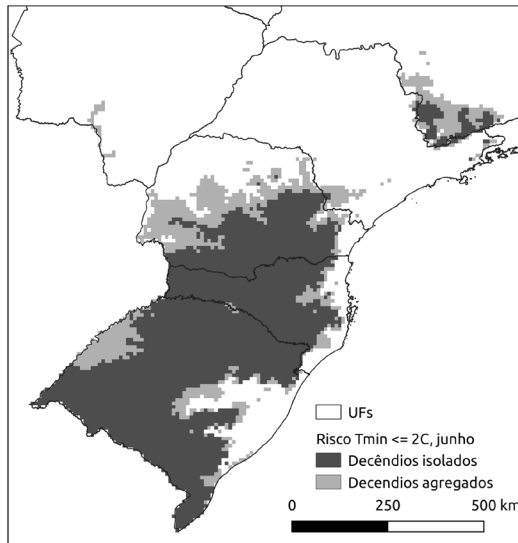 UFs
Risco Tmin <= 2C, junho
Decêndios isolados
Decendios agregados
0 250 500 km